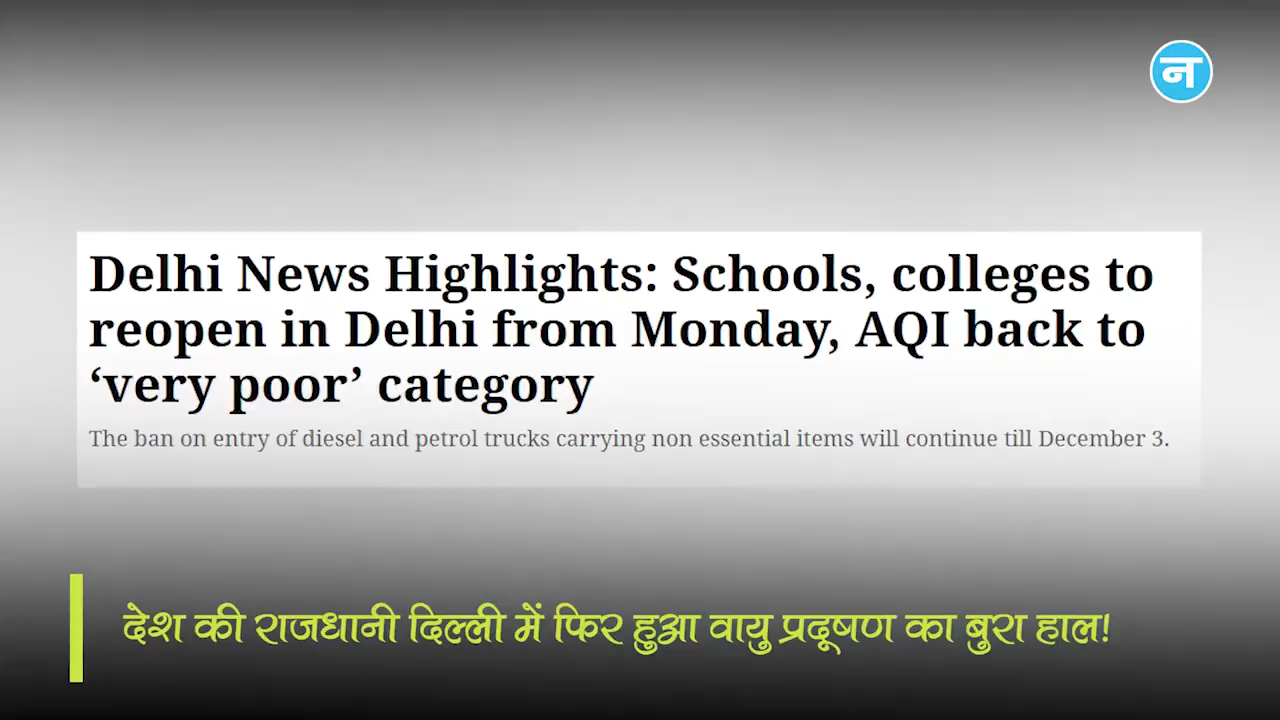 न
Delhi News Highlights: Schools, colleges to
reopen in Delhi from Monday, AQI back to
‘very poor’ category
The ban on entry of diesel and petrol trucks carrying non essential items will continue till December 3.
देश की राजधानी दिल्ली में फिर हुआ वायु प्रदूषण का बुरा हाल!